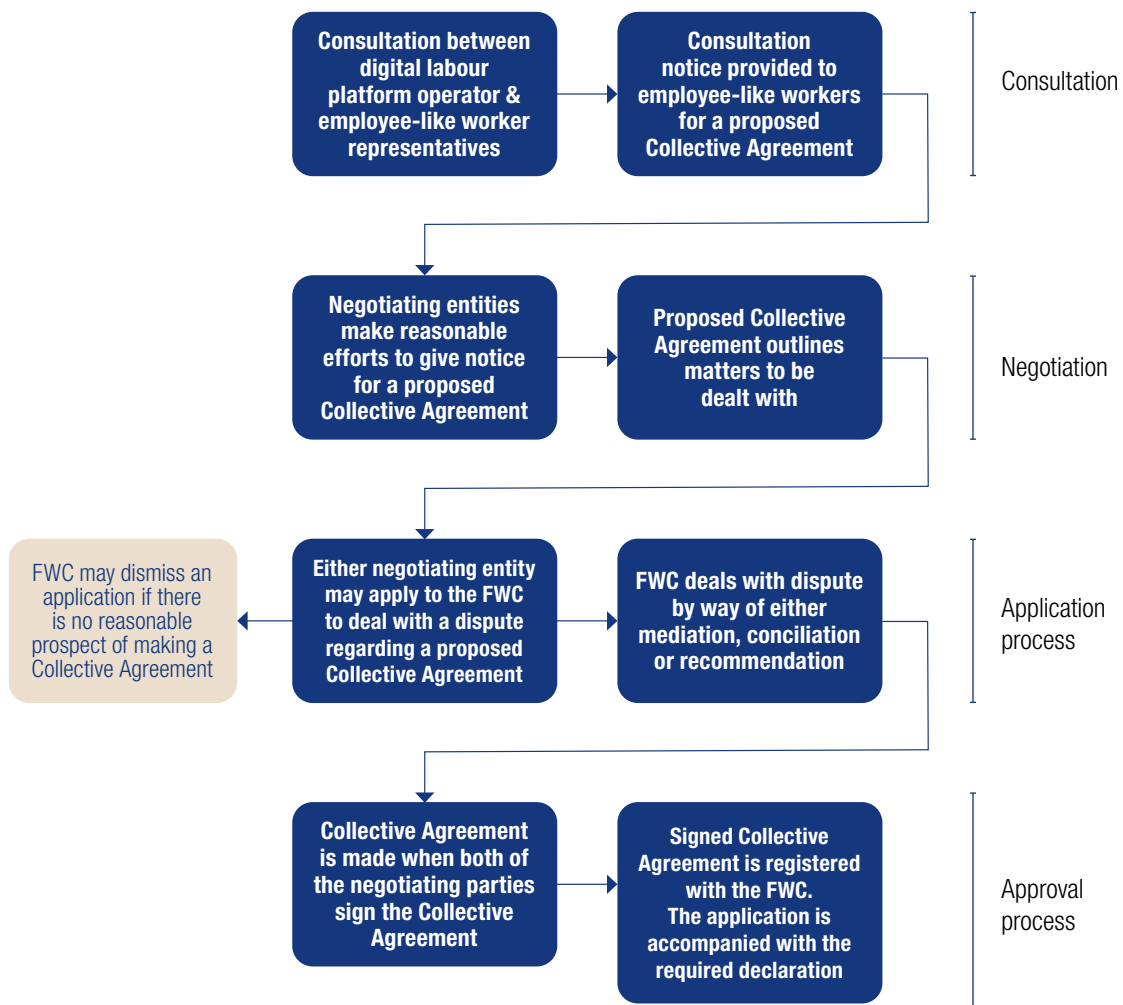 Consultation between
digital labour
platform operator &
employee-like worker
representatives
Consultation
notice provided to
employee-like workers
for a proposed
Collective Agreement
Consultation
Negotiating entities
make reasonable
efforts to give notice
for a proposed
Collective Agreement
Proposed Collective
Agreement outlines
matters to be
dealt with
Negotiation
FWC may dismiss an
application if there
is no reasonable
prospect of making a
Collective Agreement
Either negotiating entity
may apply to the FWC
to deal with a dispute
regarding a proposed
Collective Agreement
FWC deals with dispute
by way of either
mediation, conciliation
or recommendation
Application
process
Collective Agreement
is made when both of
the negotiating parties
sign the Collective
Agreement
Signed Collective
Agreement is registered
with the FWC.
The application is
accompanied with the
required declaration
Approval
process